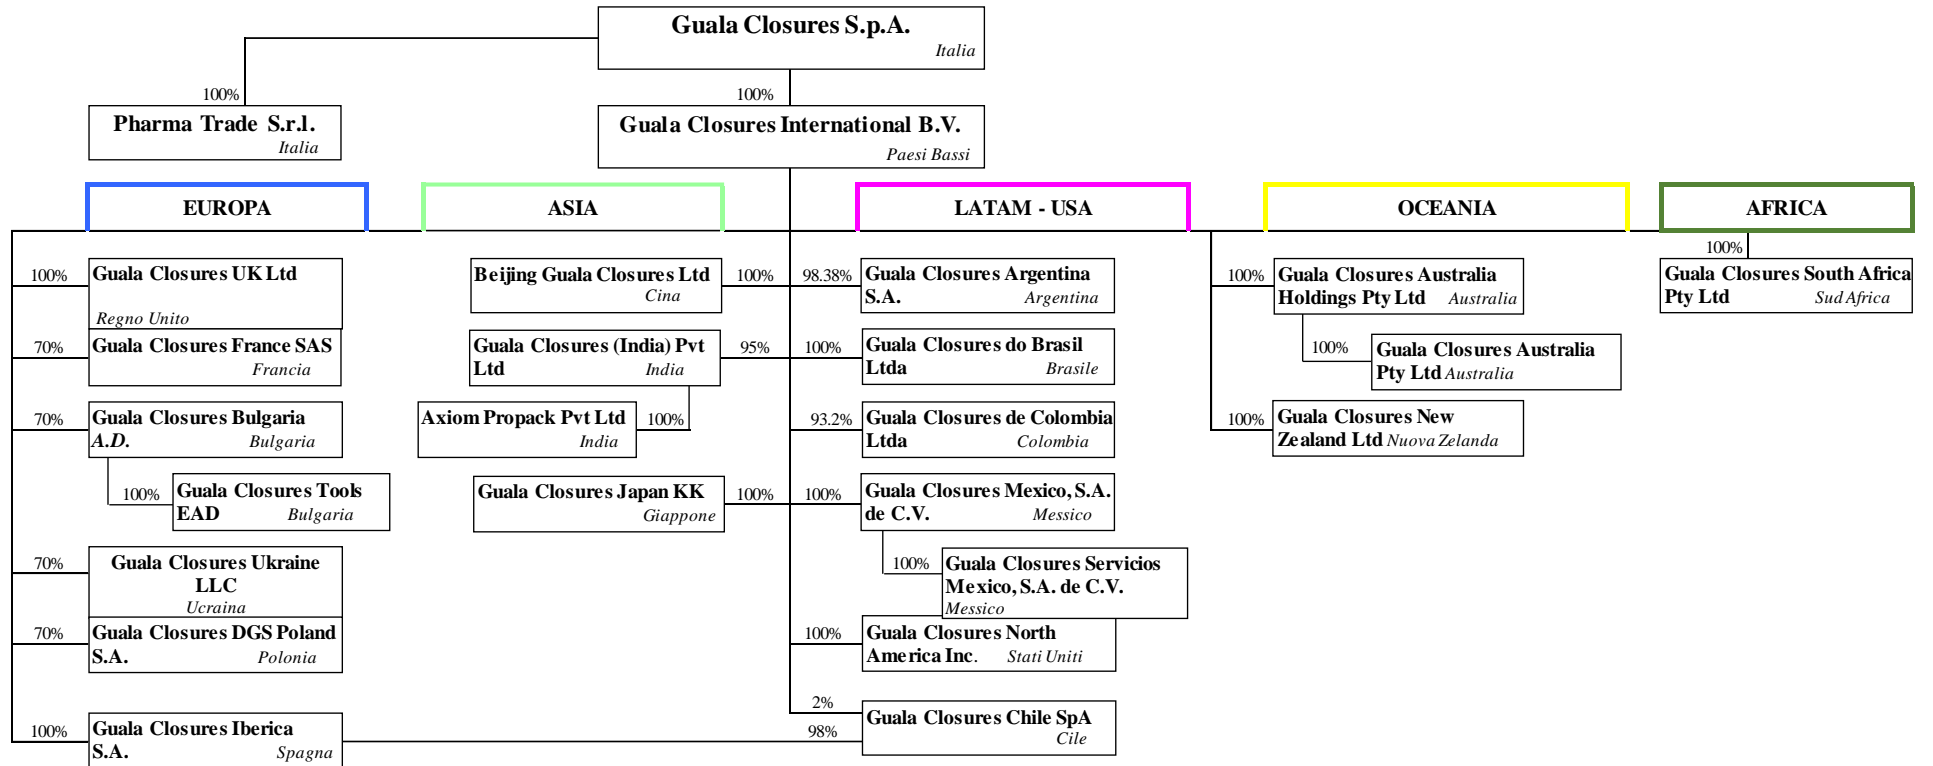 Guala Closures S.p.A.
Italia
100%
100%
Pharma Trade S.r.l.
Italia
Guala Closures International B.V.
Paesi Bassi
EUROPA
ASIA
LATAM - USA
OCEANIA
AFRICA
100%
Guala Closures UK Ltd
Regno Unito
70%
Guala Closures France SAS
Francia
70%
Guala Closures Bulgaria
A.D. Bulgaria
100%
Guala Closures Tools
EAD Bulgaria
70%
Guala Closures Ukraine
LLC
Ucraina
70%
Guala Closures DGS Poland
S.A. Polonia
100%
Guala Closures Iberica
S.A. Spagna
Beijing Guala Closures Ltd
Cina
100%
Guala Closures (India) Pvt
Ltd India
95%
Axiom Propack Pvt Ltd
India
100%
Guala Closures Japan KK
Giappone
100%
98.38%
Guala Closures Argentina
S.A. Argentina
100%
Guala Closures do Brasil
Ltda Brasile
93.2%
Guala Closures de Colombia
Ltda Colombia
100%
Guala Closures Mexico, S.A.
de C.V. Messico
100%
Guala Closures Servicios
Mexico, S.A. de C.V.
Messico
100%
Guala Closures North
America Inc. Stati Uniti
2%
98%
Guala Closures Chile SpA
Cile
100%
Guala Closures Australia
Holdings Pty Ltd Australia
100%
Guala Closures Australia
Pty Ltd Australia
100%
Guala Closures New
Zealand Ltd Nuova Zelanda
100%
Guala Closures South Africa
Pty Ltd Sud Africa